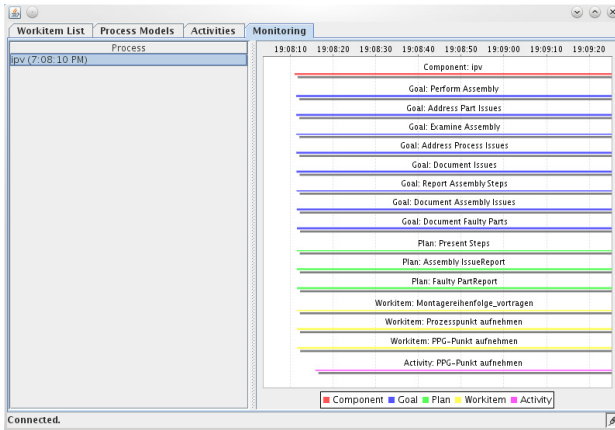 Workitem List Process Models Activities Monitoring
Process
ipv (7:08:10 PM)
19:08:10 19:08:20 19:08:30 19:08:40 19:08:50 19:09:00 19:09:10 19:09:20
Component: ipv
Goal: Perform Assembly
Goal: Address Part Issues
Goal: Examine Assembly
Goal: Address Process Issues
Goal: Document Issues
Goal: Report Assembly Steps
Goal: Document Assembly Issues
Goal: Document Faulty Parts
Plan: Present Steps
Plan: Assembly IssueReport
Plan: Faulty PartReport
Workitem: Montagereihenfolge_vortragen
Workitem: Prozesspunkt aufnehmen
Workitem: PPG-Punkt aufnehmen
Activity: PPG-Punkt aufnehmen
Component Goal Plan Workitem Activity
Connected.